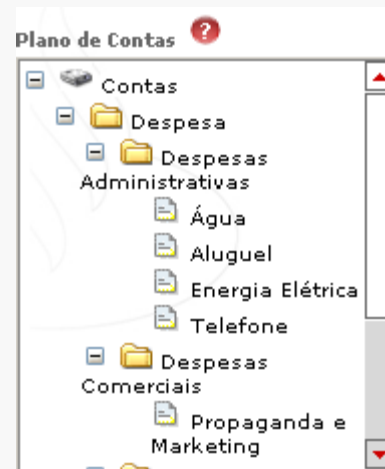 Plano de Contas ?
Contas
Despesa
Despesas
Administrativas
Água
Aluguel
Energia Elétrica
Telefone
Despesas
Comerciais
Propaganda e
Marketing